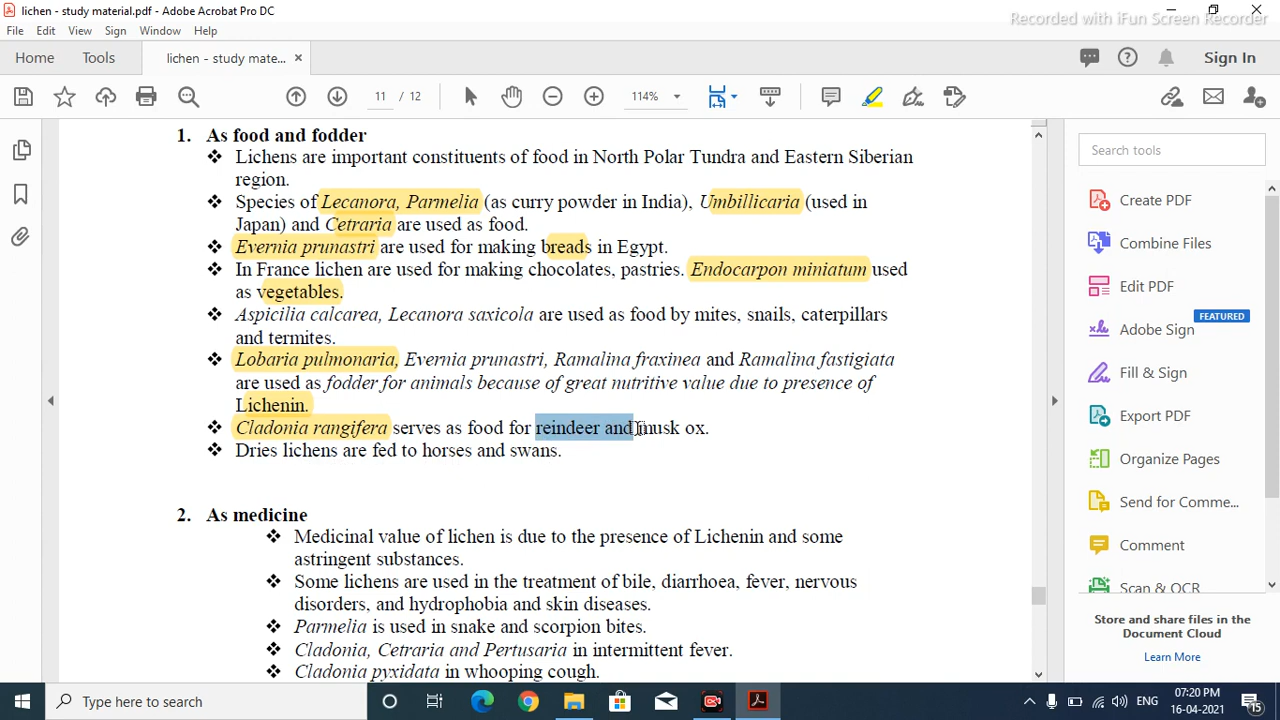 lichen - study material.pdf - Adobe Acrobat Pro DC
Recorded with iFun Screen Recorder
File Edit View Sign Window Help
Home Tools lichen - study mate... × Sign In
11 / 12 114%
1. As food and fodder
❖ Lichens are important constituents of food in North Polar Tundra and Eastern Siberian
region.
❖ Species of Lecanora, Parmelia (as curry powder in India), Umbillicaria (used in
Japan) and Cetraria are used as food.
❖ Evernia prunastri are used for making breads in Egypt.
❖ In France lichen are used for making chocolates, pastries. Endocarpon miniatum used
as vegetables.
❖ Aspicilia calcarea, Lecanora saxicola are used as food by mites, snails, caterpillars
and termites.
❖ Lobaria pulmonaria, Evernia prunastri, Ramalina fraxinea and Ramalina fastigiata
are used as fodder for animals because of great nutritive value due to presence of
Lichenin.
❖ Cladonia rangifera serves as food for reindeer and musk ox.
❖ Dries lichens are fed to horses and swans.
2. As medicine
❖ Medicinal value of lichen is due to the presence of Lichenin and some
astringent substances.
❖ Some lichens are used in the treatment of bile, diarrhoea, fever, nervous
disorders, and hydrophobia and skin diseases.
❖ Parmelia is used in snake and scorpion bites.
❖ Cladonia, Cetraria and Pertusaria in intermittent fever.
❖ Cladonia pyxidata in whooping cough.
Search tools
Create PDF
Combine Files
Edit PDF
FEATURED
Adobe Sign
Fill & Sign
Export PDF
Organize Pages
Send for Comme...
Comment
Scan & OCR
Store and share files in the
Document Cloud
Learn More
Type here to search
ENG
07:20 PM
16-04-2021
15